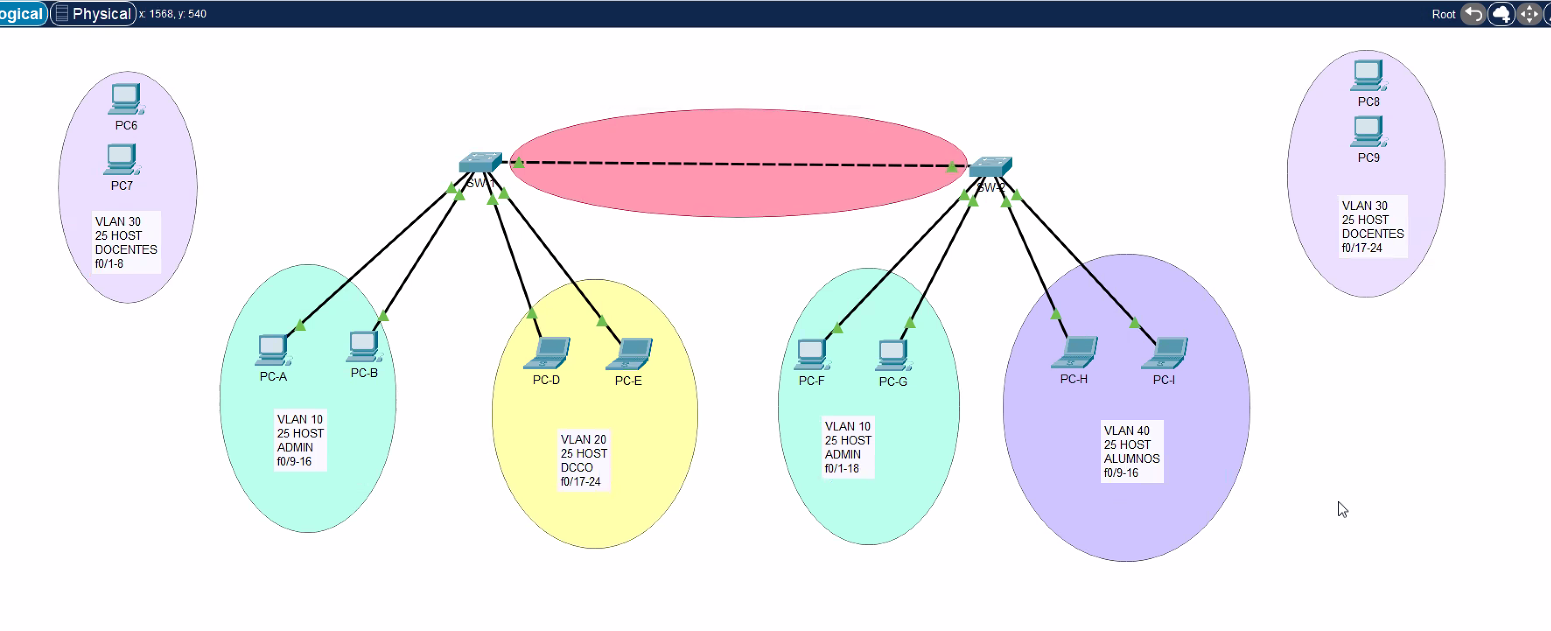 ogical Physical x: 1568, y: 540 Root
PC6
PC7
VLAN 30
25 HOST
DOCENTES
f0/1-8
PC8
PC9
VLAN 30
25 HOST
DOCENTES
f0/17-24
SW-1
SW-2
PC-A
PC-B
VLAN 10
25 HOST
ADMIN
f0/9-16
PC-D
PC-E
VLAN 20
25 HOST
DCCO
f0/17-24
PC-F
PC-G
VLAN 10
25 HOST
ADMIN
f0/1-18
PC-H
PC-I
VLAN 40
25 HOST
ALUMNOS
f0/9-16